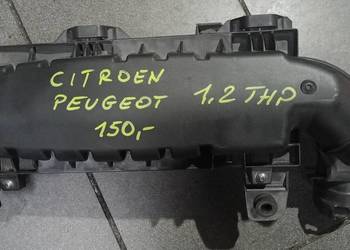 CITROEN
PEUGEOT 1.2 THP
150,-